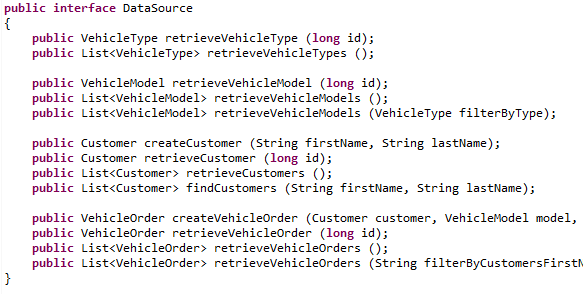 public interface DataSource
{
public VehicleType retrieveVehicleType (long id);
public List<VehicleType> retrieveVehicleTypes ();
public VehicleModel retrieveVehicleModel (long id);
public List<VehicleModel> retrieveVehicleModels ();
public List<VehicleModel> retrieveVehicleModels (VehicleType filterByType);
public Customer createCustomer (String firstName, String lastName);
public Customer retrieveCustomer (long id);
public List<Customer> retrieveCustomers ();
public List<Customer> findCustomers (String firstName, String lastName);
public VehicleOrder createVehicleOrder (Customer customer, VehicleModel model,
public VehicleOrder retrieveVehicleOrder (long id);
public List<VehicleOrder> retrieveVehicleOrders ();
public List<VehicleOrder> retrieveVehicleOrders (String
}